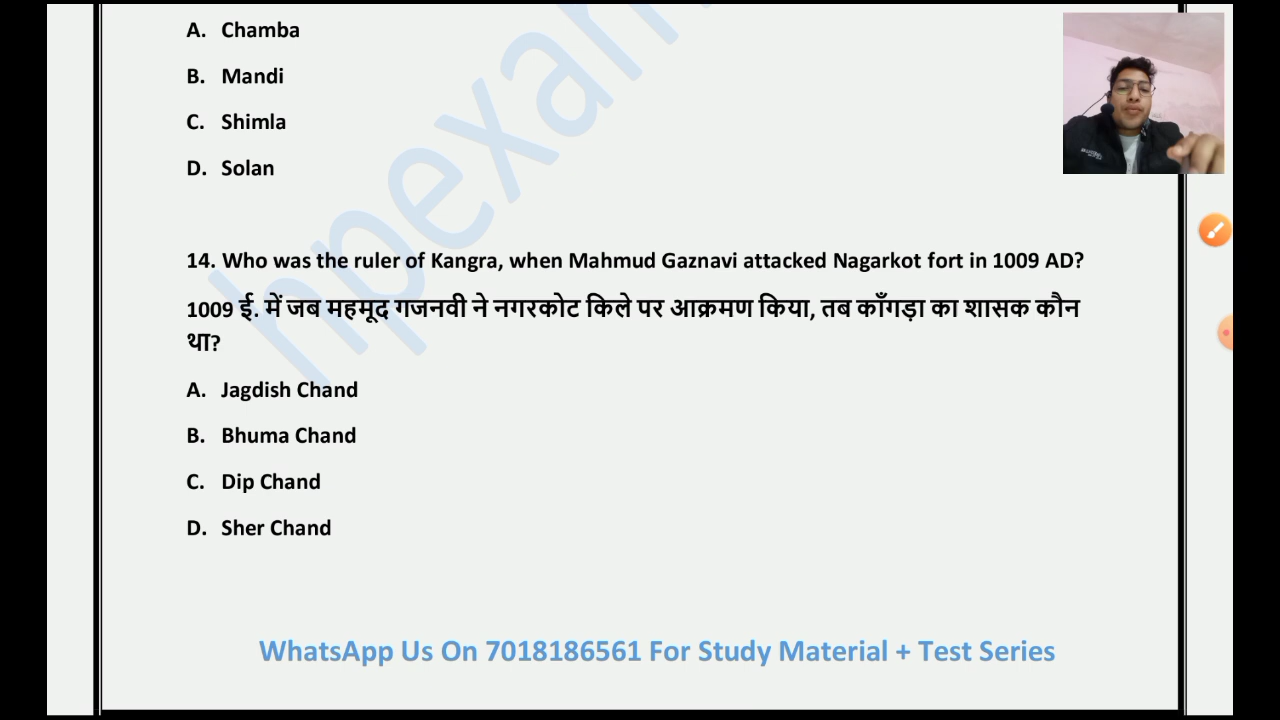 A. Chamba
B. Mandi
C. Shimla
D. Solan
hpexam
14. Who was the ruler of Kangra, when Mahmud Gaznavi attacked Nagarkot fort in 1009 AD?
1009 ई. में जब महमूद गजनवी ने नगरकोट किले पर आक्रमण किया, तब काँगड़ा का शासक कौन
था?
A. Jagdish Chand
B. Bhuma Chand
C. Dip Chand
D. Sher Chand
WhatsApp Us On 7018186561 For Study Material + Test Series